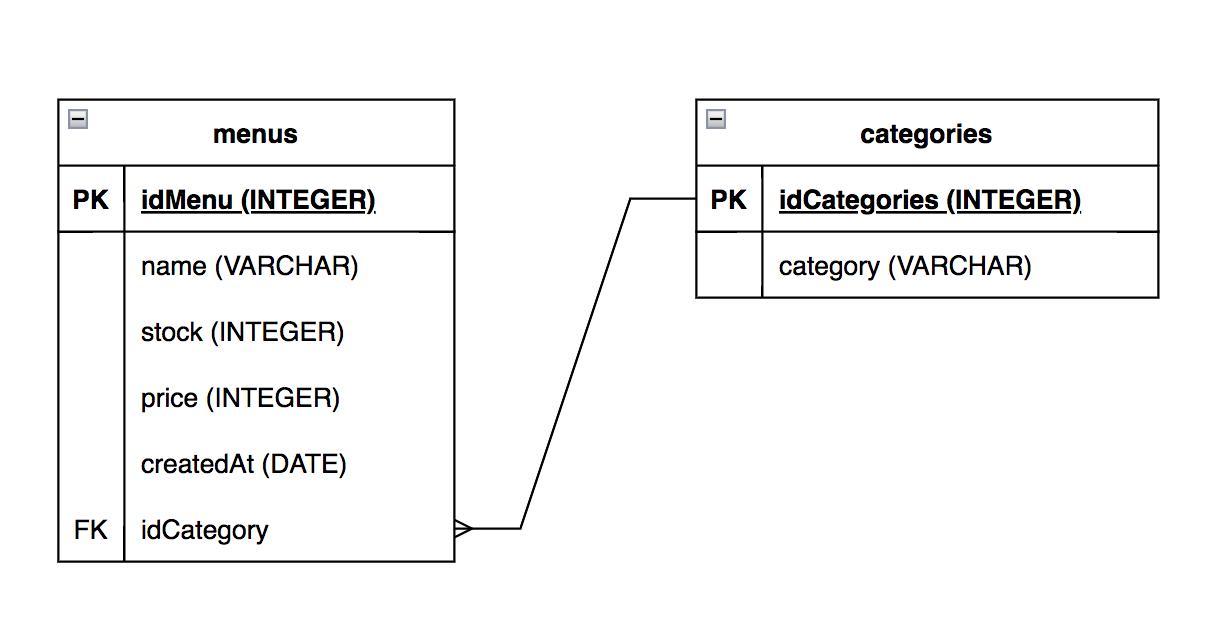 menus
PK idMenu (INTEGER)
name (VARCHAR)
stock (INTEGER)
price (INTEGER)
createdAt (DATE)
FK idCategory
categories
PK idCategories (INTEGER)
category (VARCHAR)